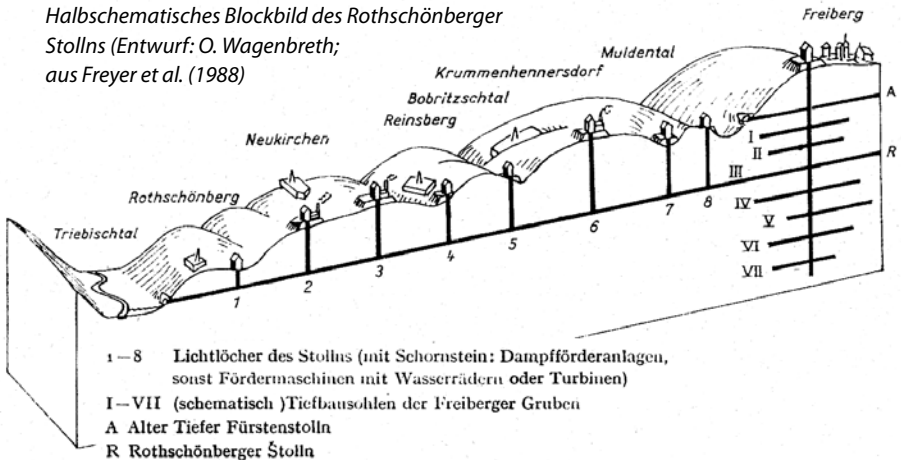 Halbschematisches Blockbild des Rothschönberger
Stollns (Entwurf: O. Wagenbreth;
aus Freyer et al. (1988)
Freiberg
Muldental
Krummenhennersdorf
Bobritzschtal
Reinsberg
Neukirchen
Rothschönberg
Triebischtal
A
I
II
R
III
IV
V
VI
VII
1 2 3 4 5 6 7 8
1–8 Lichtlöcher des Stollns (mit Schornstein: Dampfförderanlagen,
sonst Fördermaschinen mit Wasserrädern oder Turbinen)
I–VII (schematisch )Tiefbausohlen der Freiberger Gruben
A Alter Tiefer Fürstenstolln
R Rothschönberger Stolln